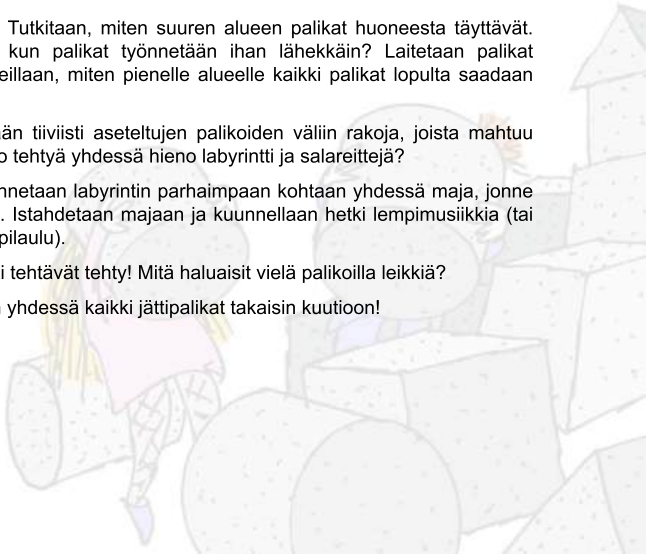 Tutkitaan, miten suuren alueen palikat huoneesta täyttävät.
kun palikat työnnetään ihan lähekkäin? Laitetaan palikat
eillaan, miten pienelle alueelle kaikki palikat lopulta saadaan
än tiiviisti aseteltujen palikoiden väliin rakoja, joista mahtuu
o tehtyä yhdessä hieno labyrintti ja salareittejä?
nnetaan labyrintin parhaimpaan kohtaan yhdessä maja, jonne
. Istahdetaan majaan ja kuunnellaan hetki lempimusiikkia (tai
pilaulu).
i tehtävät tehty! Mitä haluaisit vielä palikoilla leikkiä?
yhdessä kaikki jättipalikat takaisin kuutioon!